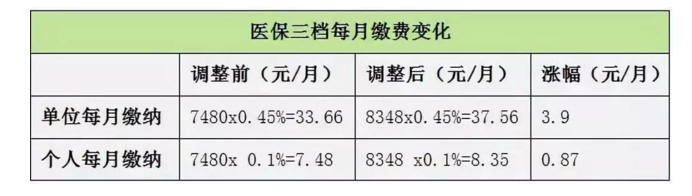 医保三档每月缴费变化
调整前（元/月） 调整后（元/月） 涨幅（元/月）
单位每月缴纳 7480x0.45%=33.66 8348x0.45%=37.56 3.9
个人每月缴纳 7480x 0.1%=7.48 8348 x0.1%=8.35 0.87